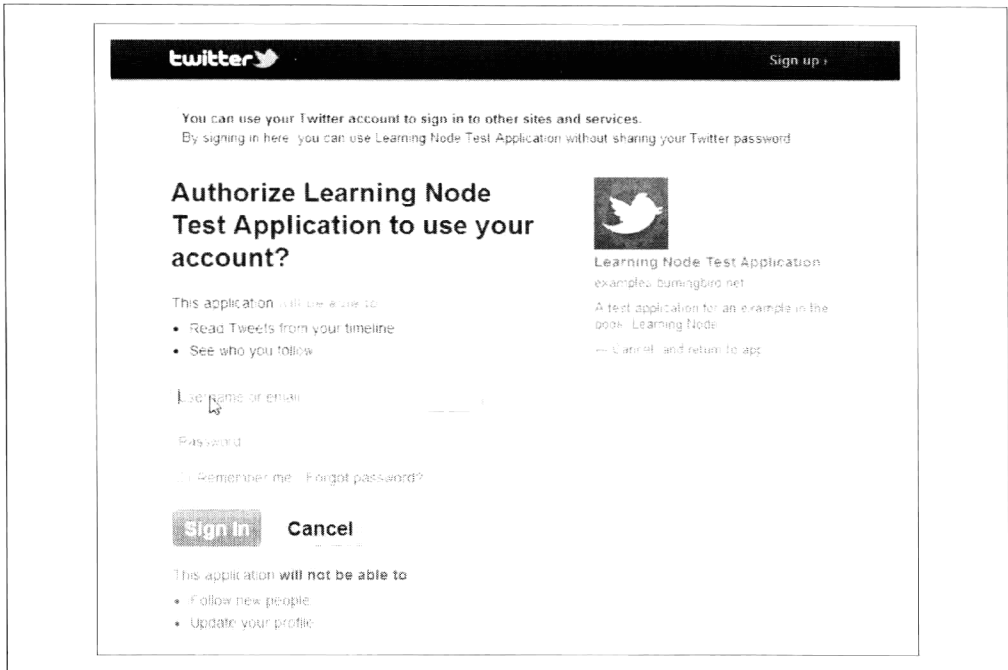 twitter
Sign up ›
You can use your Twitter account to sign in to other sites and services.
By signing in here, you can use Learning Node Test Application without sharing your Twitter password
Authorize Learning Node
Test Application to use your
account?
This application will be able to
• Read Tweets from your timeline
• See who you follow
Username or email
Password
Remember me · Forgot password?
Sign In
Cancel
This application will not be able to
• Follow new people
• Update your profile
Learning Node Test Application
examples.burningbird.net
A test application for an example in the
book, Learning Node
— Cancel, and return to app